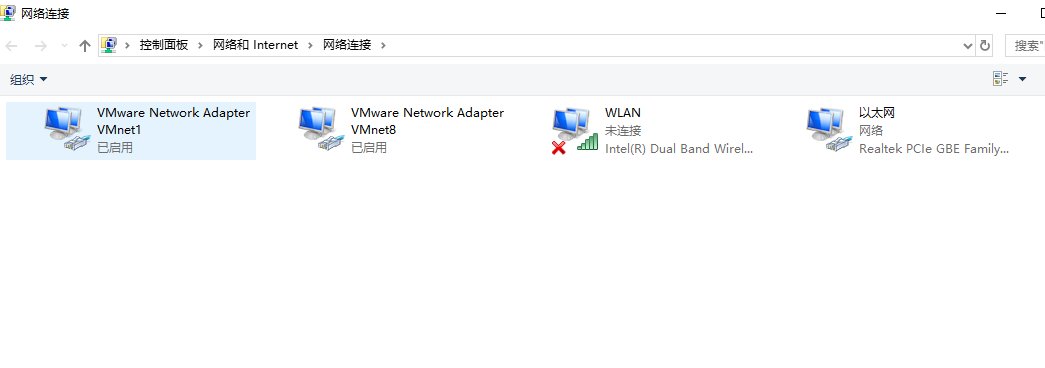 网络连接
控制面板 › 网络和 Internet › 网络连接 ›
搜索"
组织
VMware Network Adapter
VMnet1
已启用
VMware Network Adapter
VMnet8
已启用
WLAN
未连接
Intel(R) Dual Band Wirel...
以太网
网络
Realtek PCIe GBE Family...